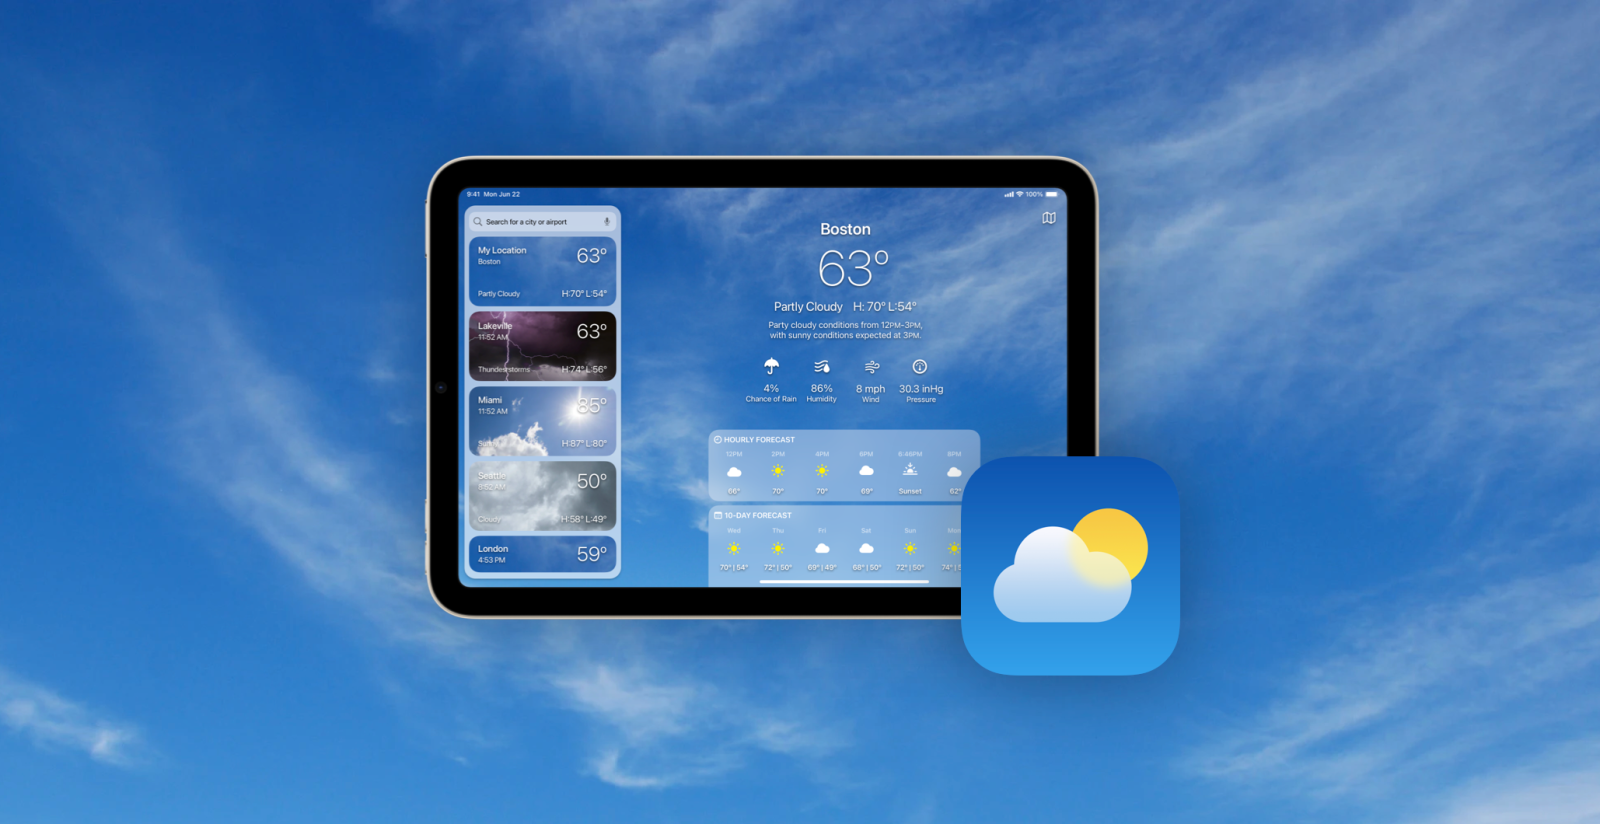 9:41 Mon Jun 22
100%
Search for a city or airport
My Location
Boston
63°
Partly Cloudy
H:70° L:54°
Lakeville
11:52 AM
63°
Thunderstorms
H:74° L:56°
Miami
11:52 AM
85°
Sunny
H:87° L:80°
Seattle
8:52 AM
50°
Cloudy
H:58° L:49°
London
4:53 PM
59°
Boston
63°
Partly Cloudy H: 70° L:54°
Party cloudy conditions from 12PM-3PM,
with sunny conditions expected at 3PM.
4% 86% 8 mph 30.3 inHg
Chance of Rain Humidity Wind Pressure
HOURLY FORECAST
12PM 2PM 4PM 6PM 8PM
66° 70° 70° 69° Sunset 62°
10-DAY FORECAST
Wed Thu Fri Sat Sun Mon
70° | 54° 72° | 50° 69° | 49° 68° | 50° 72° | 50° 74° |